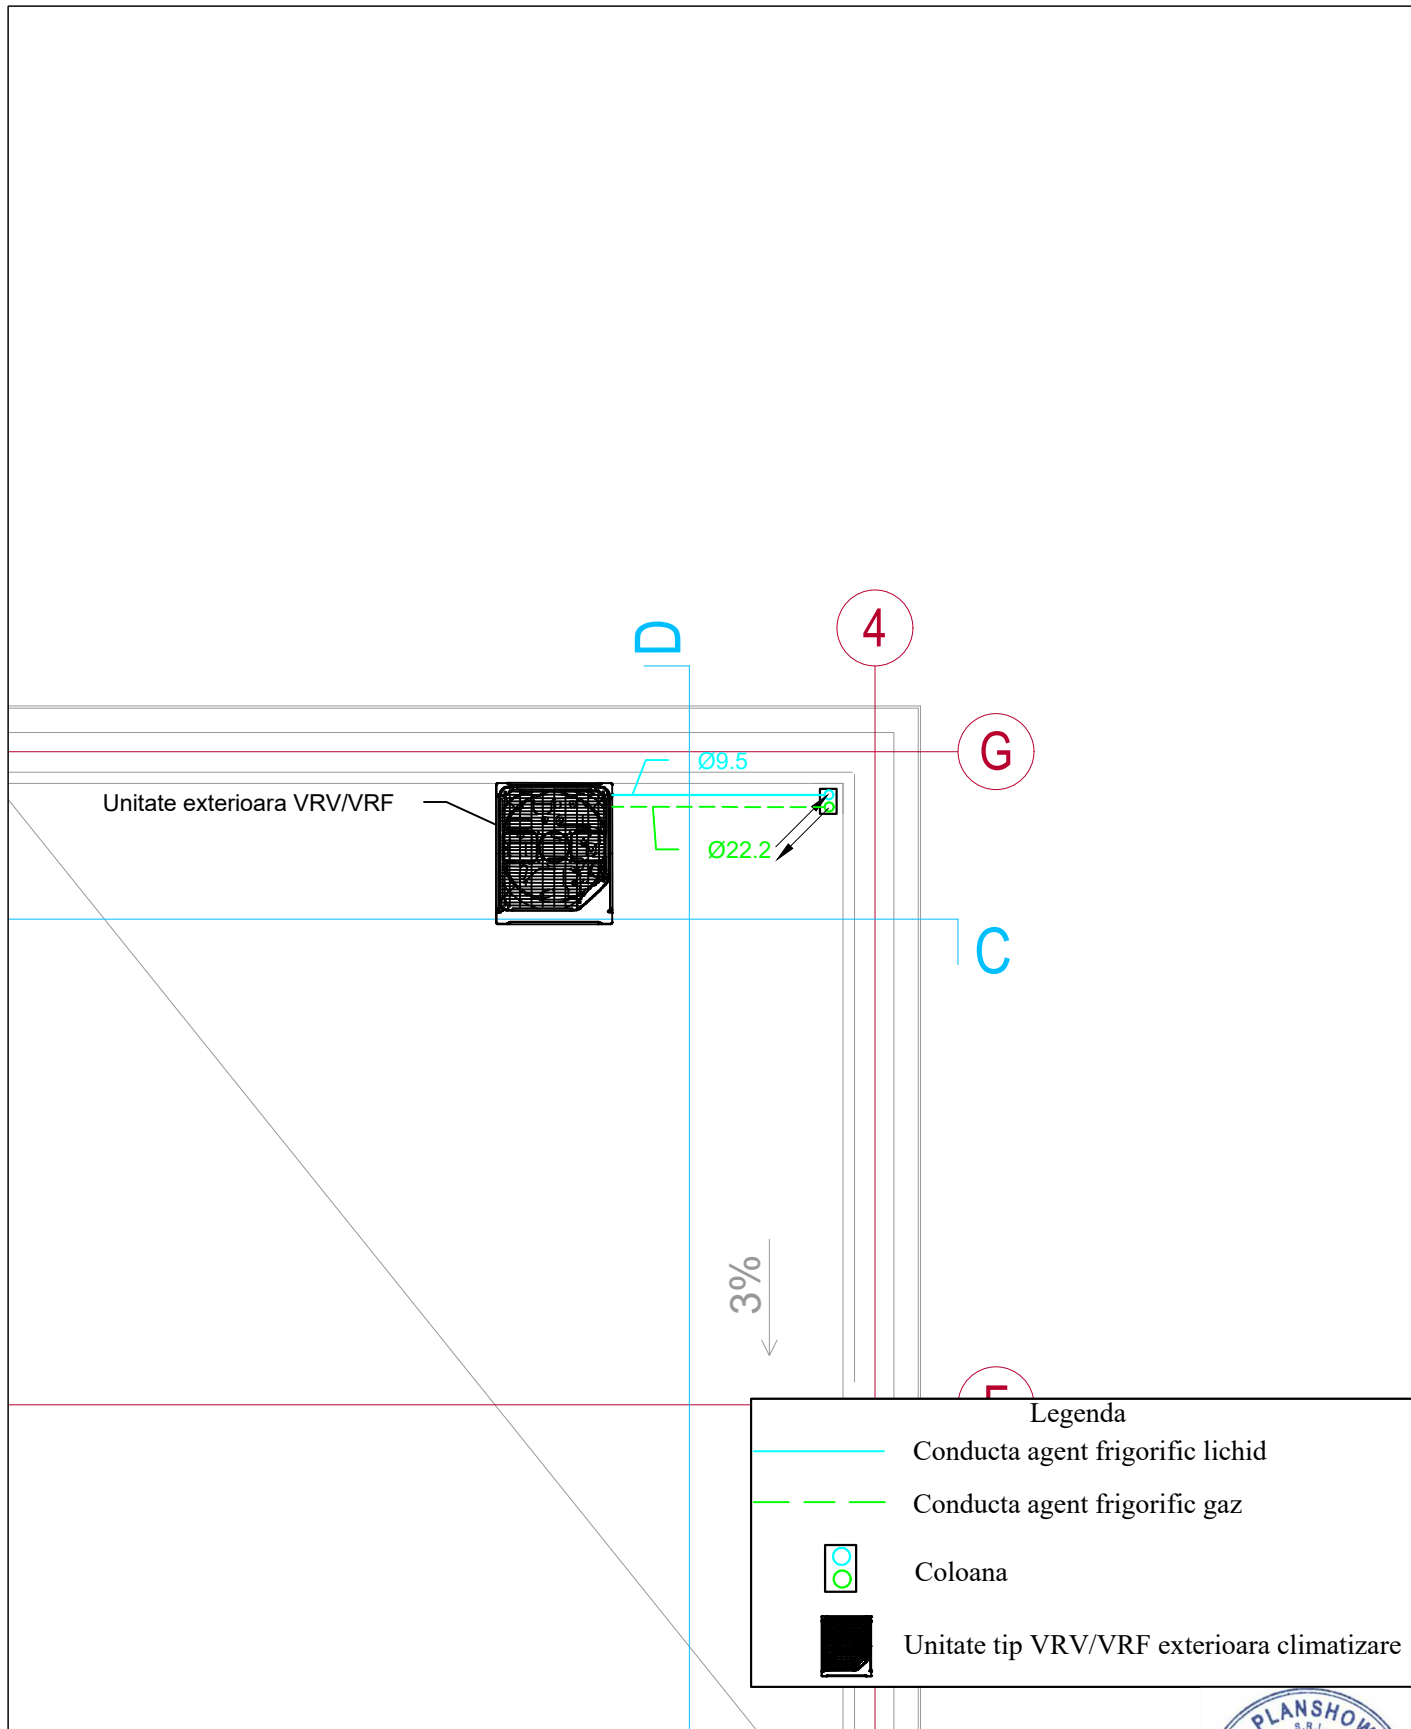 D
4
G
Ø9.5
Unitate exterioara VRV/VRF
Ø22.2
C
3%
Legenda
Conducta agent frigorific lichid
Conducta agent frigorific gaz
Coloana
Unitate tip VRV/VRF exterioara climatizare
PLANSHOW
S.R.L.